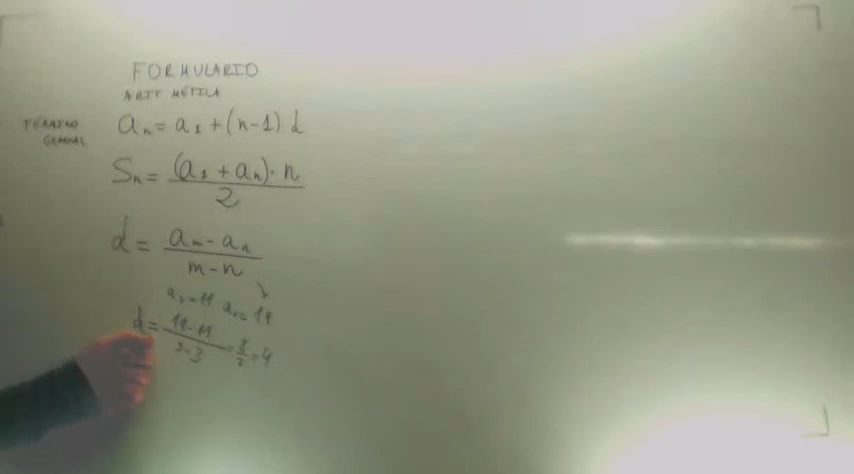 FORMULARIO
ARITMÉTICA
TÉRMINO GENERAL
aₙ = a₁ + (n-1) d
Sₙ = (a₁ + aₙ)· n / 2
d = aₘ - aₙ / m - n
a₃ = 11 a₅ = 19
d = 19 - 11 / 5 - 3 = 8/2 = 4